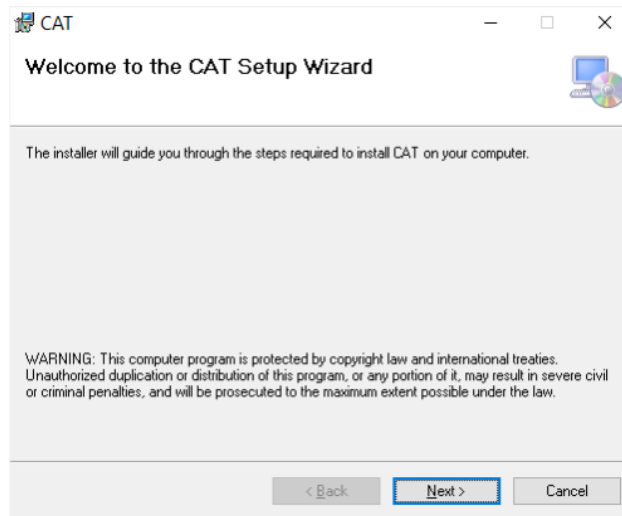 CAT
Welcome to the CAT Setup Wizard
The installer will guide you through the steps required to install CAT on your computer.
WARNING: This computer program is protected by copyright law and international treaties.
Unauthorized duplication or distribution of this program, or any portion of it, may result in severe civil
or criminal penalties, and will be prosecuted to the maximum extent possible under the law.
< Back Next > Cancel